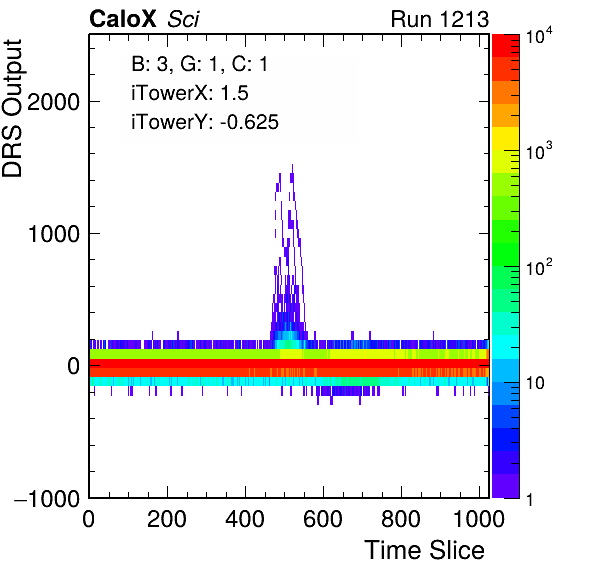 CaloX Sci Run 1213
B: 3, G: 1, C: 1
iTowerX: 1.5
iTowerY: -0.625
DRS Output
2000
1000
0
−1000
0 200 400 600 800 1000
Time Slice
10^4
10^3
10^2
10
1